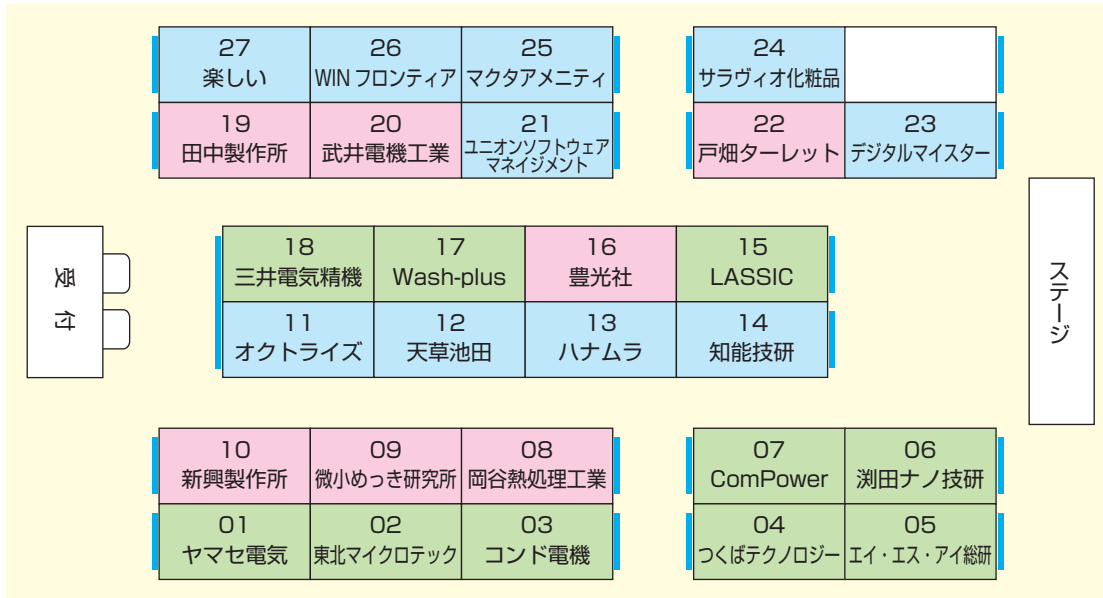 27
楽しい
26
WIN フロンティア
25
マクタアメニティ
24
サラヴィオ化粧品
19
田中製作所
20
武井電機工業
21
ユニオンソフトウェア
マネイジメント
22
戸畑ターレット
23
デジタルマイスター
受付
18
三井電気精機
17
Wash-plus
16
豊光社
15
LASSIC
11
オクトライズ
12
天草池田
13
ハナムラ
14
知能技研
ステージ
10
新興製作所
09
微小めっき研究所
08
岡谷熱処理工業
07
ComPower
06
渕田ナノ技研
01
ヤマセ電気
02
東北マイクロテック
03
コンド電機
04
つくばテクノロジー
05
エイ・エス・アイ総研